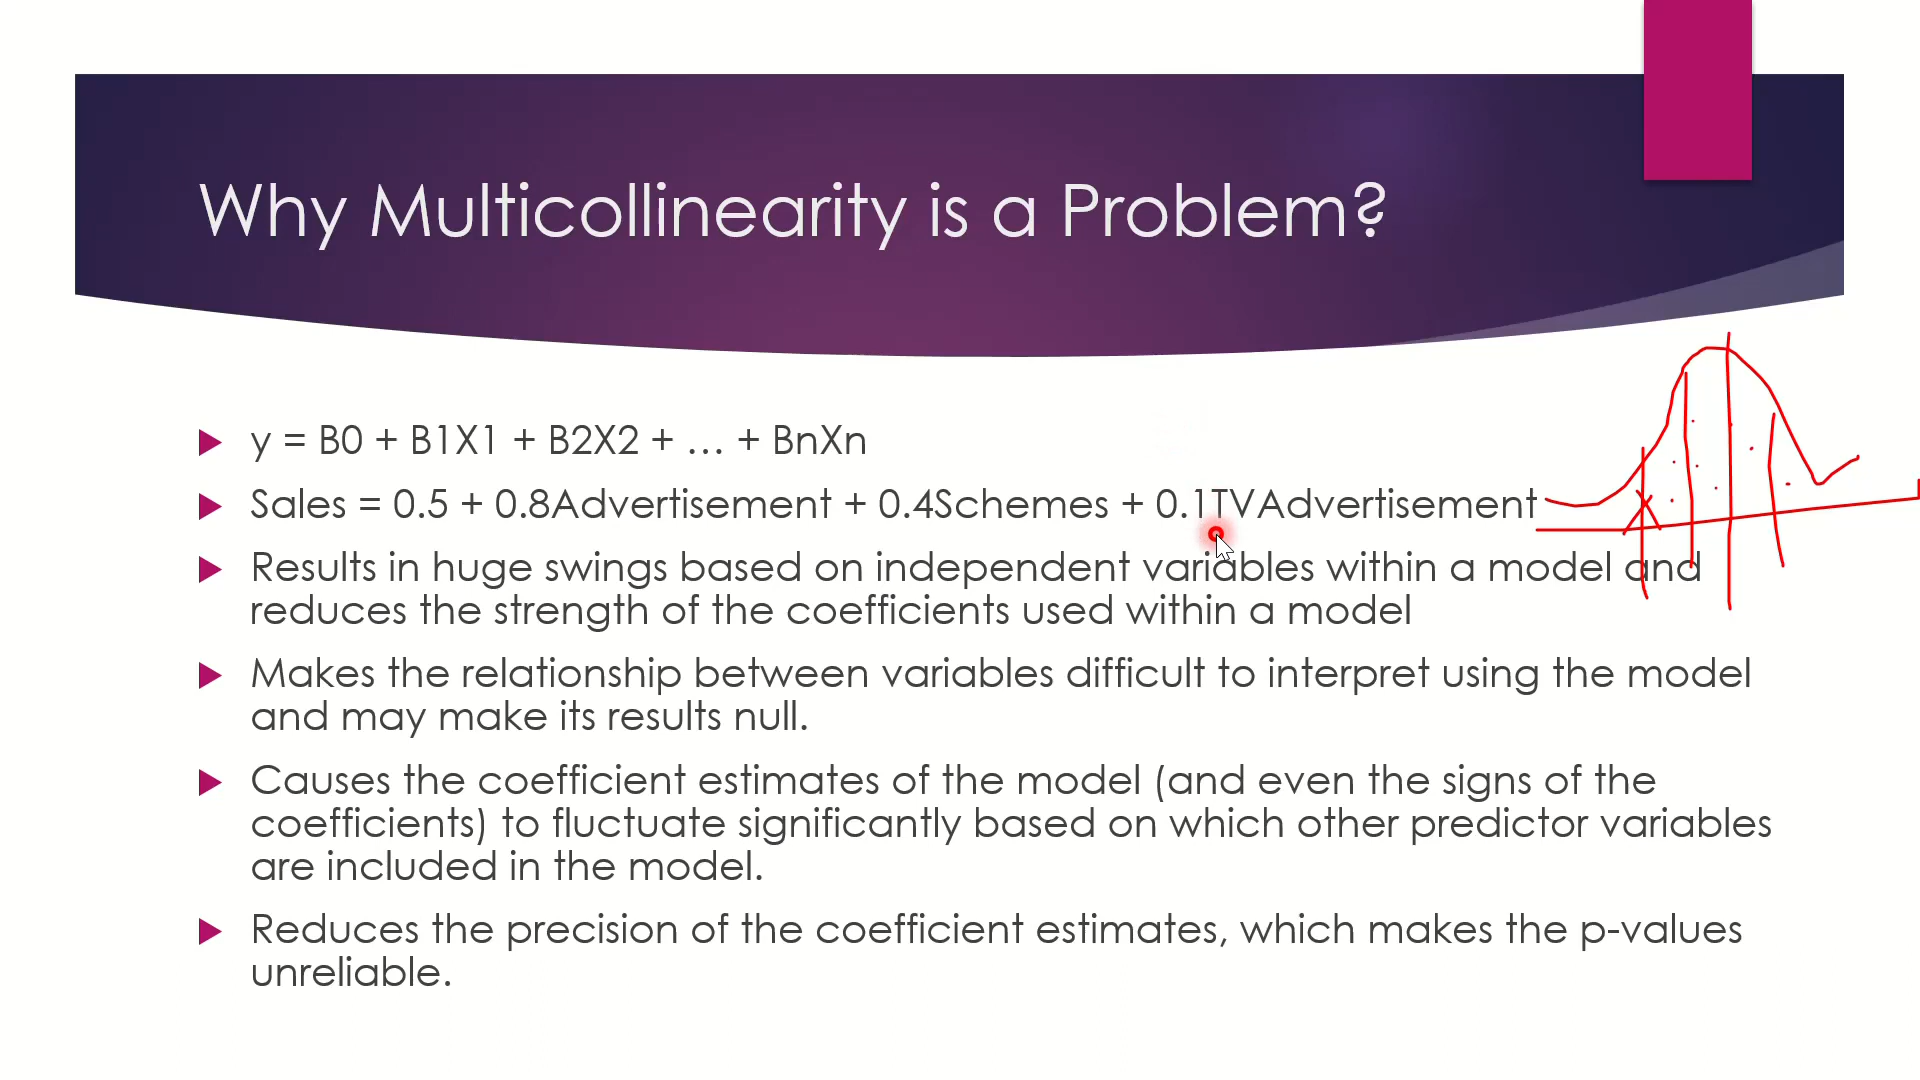 Why Multicollinearity is a Problem?
y = B0 + B1X1 + B2X2 + … + BnXn
Sales = 0.5 + 0.8Advertisement + 0.4Schemes + 0.1TVAdvertisement
Results in huge swings based on independent variables within a model and
reduces the strength of the coefficients used within a model
Makes the relationship between variables difficult to interpret using the model
and may make its results null.
Causes the coefficient estimates of the model (and even the signs of the
coefficients) to fluctuate significantly based on which other predictor variables
are included in the model.
Reduces the precision of the coefficient estimates, which makes the p-values
unreliable.